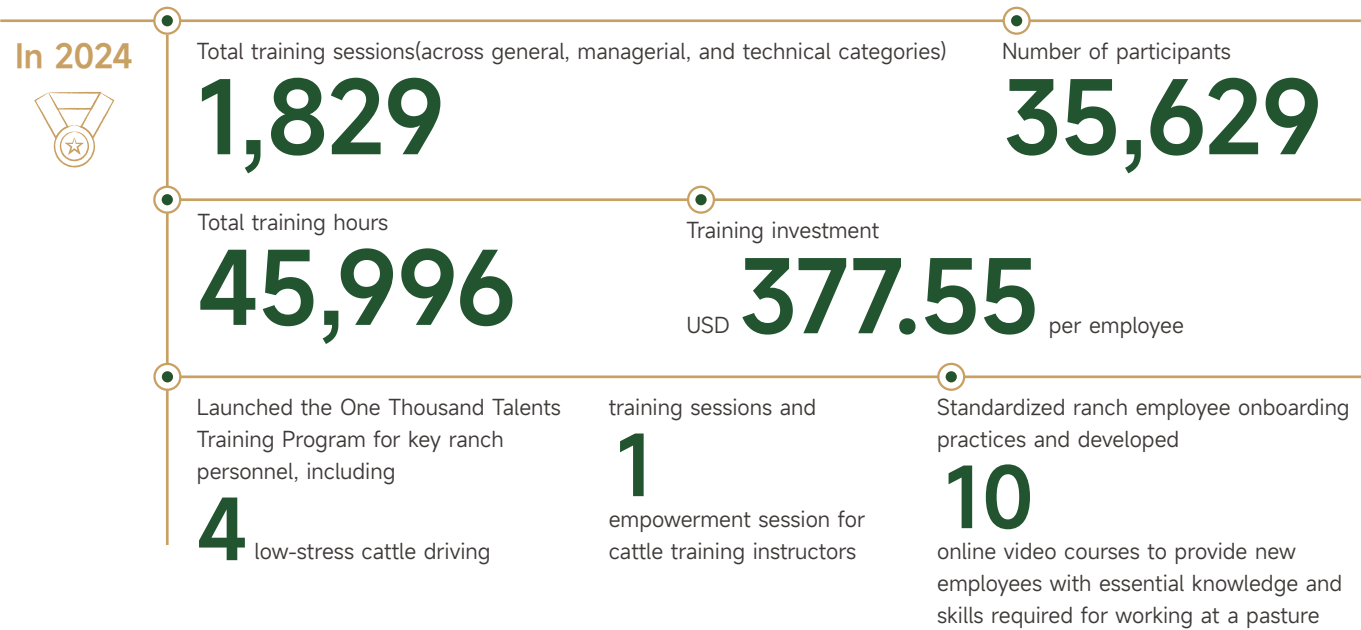 In 2024
Total training sessions(across general, managerial, and technical categories)
1,829
Number of participants
35,629
Total training hours
45,996
Training investment
USD 377.55 per employee
Launched the One Thousand Talents
Training Program for key ranch
personnel, including
4 low-stress cattle driving
training sessions and
1
empowerment session for
cattle training instructors
Standardized ranch employee onboarding
practices and developed
10
online video courses to provide new
employees with essential knowledge and
skills required for working at a pasture